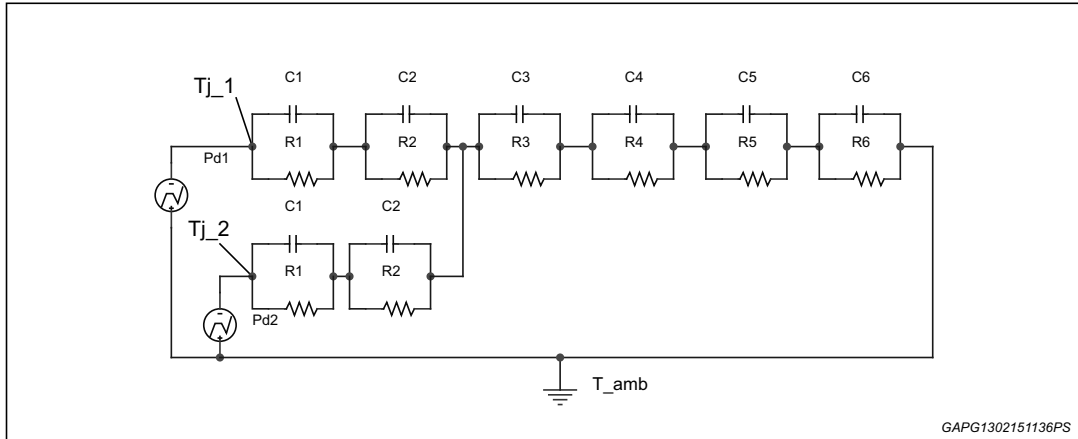 C1 C2 C3 C4 C5 C6
Tj_1
R1 R2 R3 R4 R5 R6
Pd1
- 
+
C1 C2
Tj_2
R1 R2
-
Pd2
+
T_amb
GAPG1302151136PS